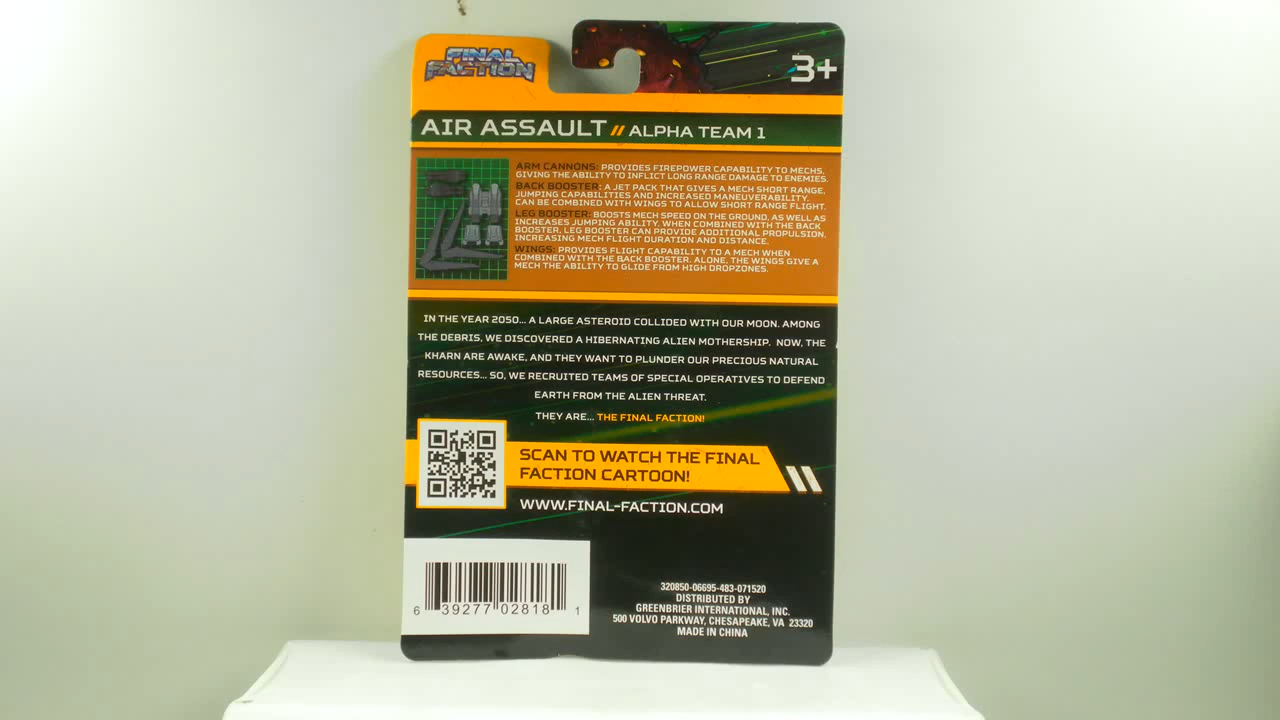 FINAL
FACTION
3+
AIR ASSAULT // ALPHA TEAM 1
ARM CANNONS: PROVIDES FIREPOWER CAPABILITY TO MECHS,
GIVING THE ABILITY TO INFLICT LONG RANGE DAMAGE TO ENEMIES.
BACK BOOSTER: A JET PACK THAT GIVES A MECH SHORT RANGE,
JUMPING CAPABILITIES AND INCREASED MANEUVERABILITY.
CAN BE COMBINED WITH WINGS TO ALLOW SHORT RANGE FLIGHT.
LEG BOOSTER- BOOSTS MECH SPEED ON THE GROUND, AS WELL AS
INCREASES JUMPING ABILITY. WHEN COMBINED WITH THE BACK
BOOSTER, LEG BOOSTER CAN PROVIDE ADDITIONAL PROPULSION,
INCREASING MECH FLIGHT DURATION AND DISTANCE.
WINGS: PROVIDES FLIGHT CAPABILITY TO A MECH WHEN
COMBINED WITH THE BACK BOOSTER. ALONE, THE WINGS GIVE A
MECH THE ABILITY TO GLIDE FROM HIGH DROPZONES.
IN THE YEAR 2050... A LARGE ASTEROID COLLIDED WITH OUR MOON. AMONG
THE DEBRIS, WE DISCOVERED A HIBERNATING ALIEN MOTHERSHIP. NOW, THE
KHARN ARE AWAKE, AND THEY WANT TO PLUNDER OUR PRECIOUS NATURAL
RESOURCES... SO, WE RECRUITED TEAMS OF SPECIAL OPERATIVES TO DEFEND
EARTH FROM THE ALIEN THREAT.
THEY ARE... THE FINAL FACTION!
SCAN TO WATCH THE FINAL
FACTION CARTOON!
WWW.FINAL-FACTION.COM
6 39277 02818 1
320850-06695-483-071520
DISTRIBUTED BY
GREENBRIER INTERNATIONAL, INC.
500 VOLVO PARKWAY, CHESAPEAKE, VA 23320
MADE IN CHINA